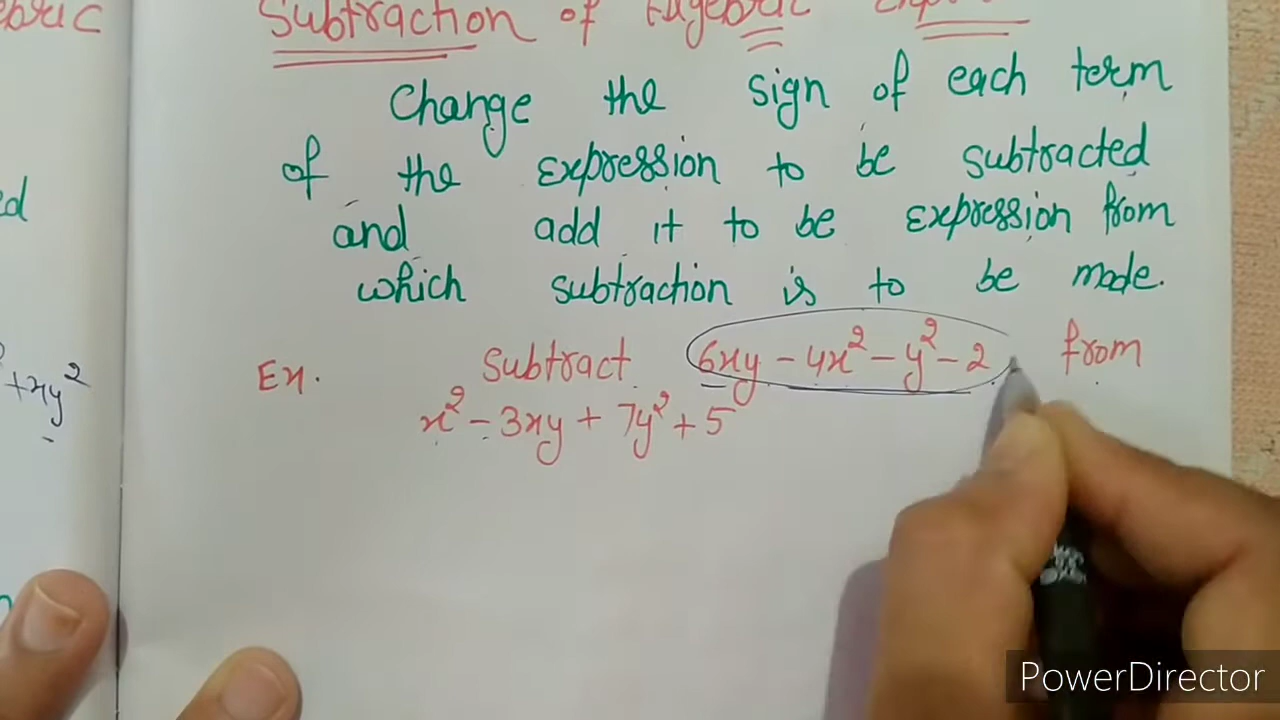 Subtraction of Algebric
Change the sign of each term
of the expression to be subtracted
and add it to be expression from
which subtraction is to be made.
Ex. Subtract 6xy - 4x² - y² - 2 from
x² - 3xy + 7y² + 5
+xy²
PowerDirector